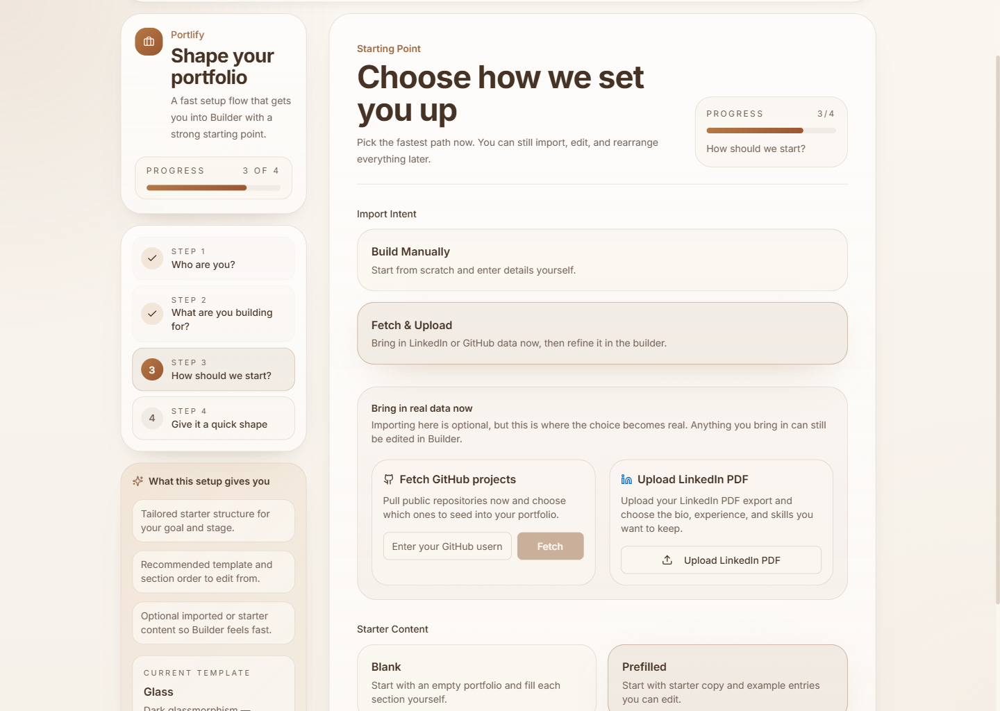 Portlify
Shape your
portfolio
A fast setup flow that gets
you into Builder with a
strong starting point.
PROGRESS 3 OF 4
STEP 1
Who are you?
STEP 2
What are you building
for?
3
STEP 3
How should we start?
4
STEP 4
Give it a quick shape
What this setup gives you
Tailored starter structure for
your goal and stage.
Recommended template and
section order to edit from.
Optional imported or starter
content so Builder feels fast.
CURRENT TEMPLATE
Glass
Dark glassmorphism —
Starting Point
Choose how we set
you up
Pick the fastest path now. You can still import, edit, and rearrange
everything later.
PROGRESS 3/4
How should we start?
Import Intent
Build Manually
Start from scratch and enter details yourself.
Fetch & Upload
Bring in LinkedIn or GitHub data now, then refine it in the builder.
Bring in real data now
Importing here is optional, but this is where the choice becomes real. Anything you bring in can still
be edited in Builder.
Fetch GitHub projects
Pull public repositories now and choose
which ones to seed into your portfolio.
Enter your GitHub usern
Fetch
Upload LinkedIn PDF
Upload your LinkedIn PDF export and
choose the bio, experience, and skills you
want to keep.
Upload LinkedIn PDF
Starter Content
Blank
Start with an empty portfolio and fill each
section yourself.
Prefilled
Start with starter copy and example entries
you can edit.